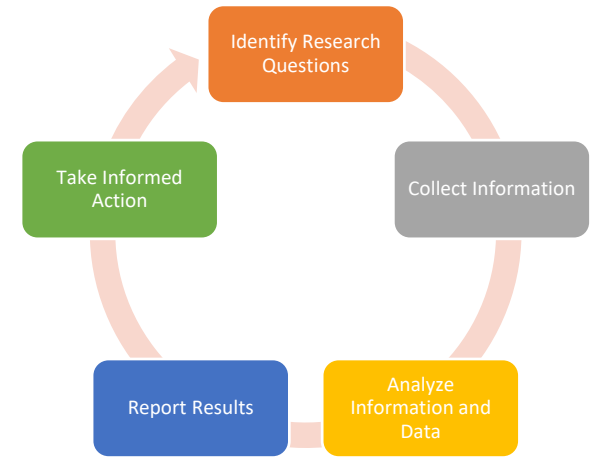 Identify Research
Questions
Collect Information
Analyze
Information and
Data
Report Results
Take Informed
Action